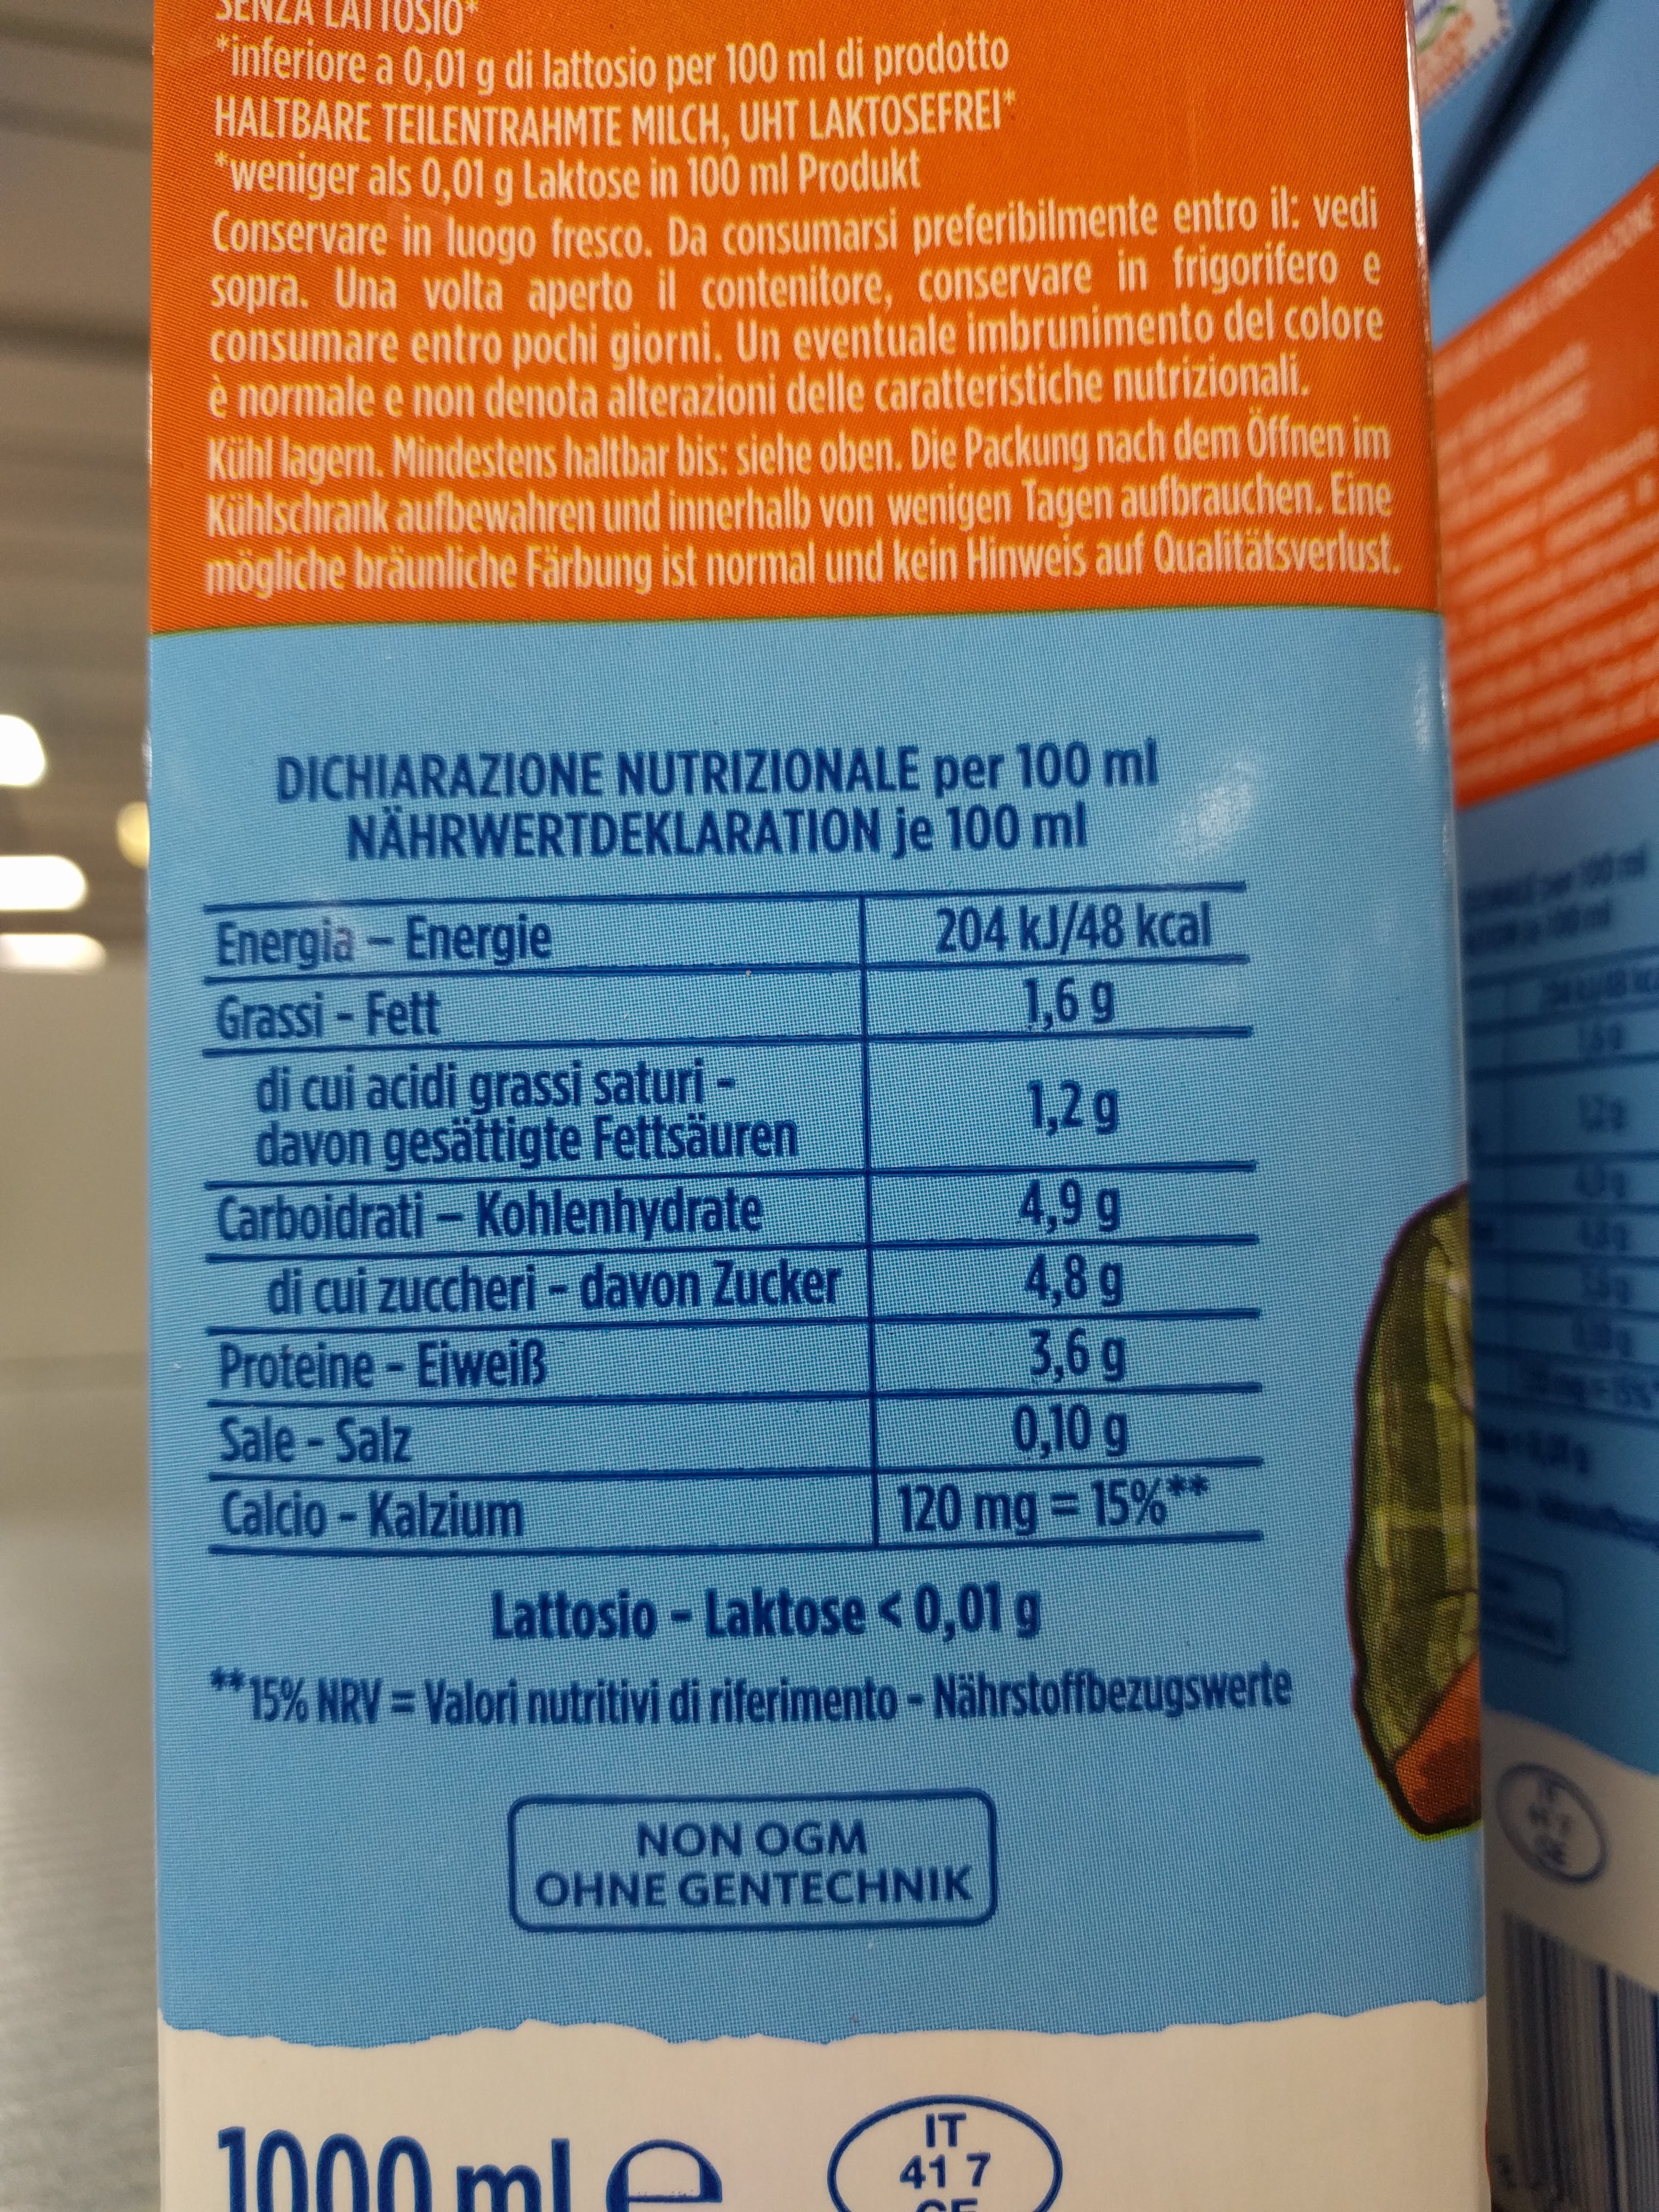 SENZA LATTOSIO*
*inferiore a 0,01 g di lattosio per 100 ml di prodotto
HALTBARE TEILENTRAHMTE MILCH, UHT LAKTOSEFREI*
*weniger als 0,01 g Laktose in 100 ml Produkt
Conservare in luogo fresco. Da consumarsi preferibilmente entro il: vedi
sopra. Una volta aperto il contenitore, conservare in frigorifero e
consumare entro pochi giorni. Un eventuale imbrunimento del colore
è normale e non denota alterazioni delle caratteristiche nutrizionali.
Kühl lagern. Mindestens haltbar bis: siehe oben. Die Packung nach dem Öffnen im
Kühlschrank aufbewahren und innerhalb von wenigen Tagen aufbrauchen. Eine
mögliche bräunliche Färbung ist normal und kein Hinweis auf Qualitätsverlust.
DICHIARAZIONE NUTRIZIONALE per 100 ml
NÄHRWERTDEKLARATION je 100 ml
Energia – Energie 204 kJ/48 kcal
Grassi - Fett 1,6 g
di cui acidi grassi saturi -
davon gesättigte Fettsäuren 1,2 g
Carboidrati – Kohlenhydrate 4,9 g
di cui zuccheri - davon Zucker 4,8 g
Proteine - Eiweiß 3,6 g
Sale - Salz 0,10 g
Calcio - Kalzium 120 mg = 15%**
Lattosio - Laktose < 0,01 g
**15% NRV = Valori nutritivi di riferimento - Nährstoffbezugswerte
NON OGM
OHNE GENTECHNIK
1000 ml e
IT
41 7
CE